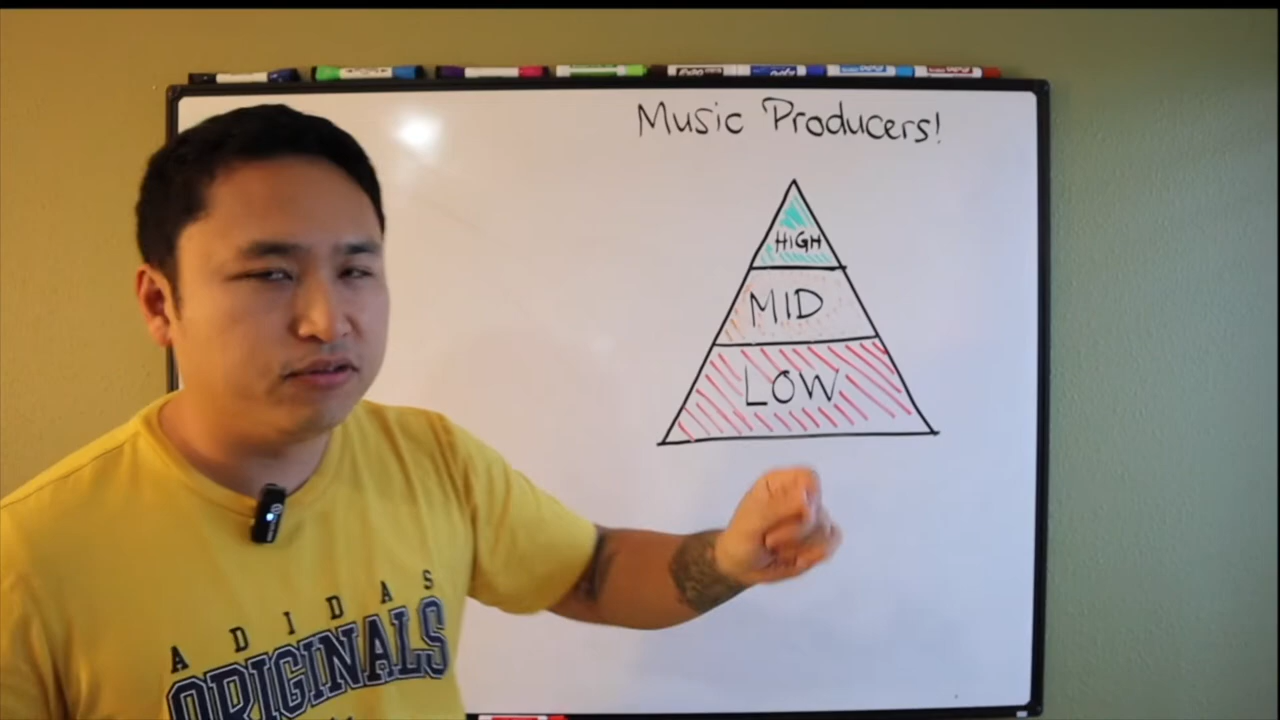 Music Producers!
HIGH
MID
LOW
ADIDAS
ORIGINALS